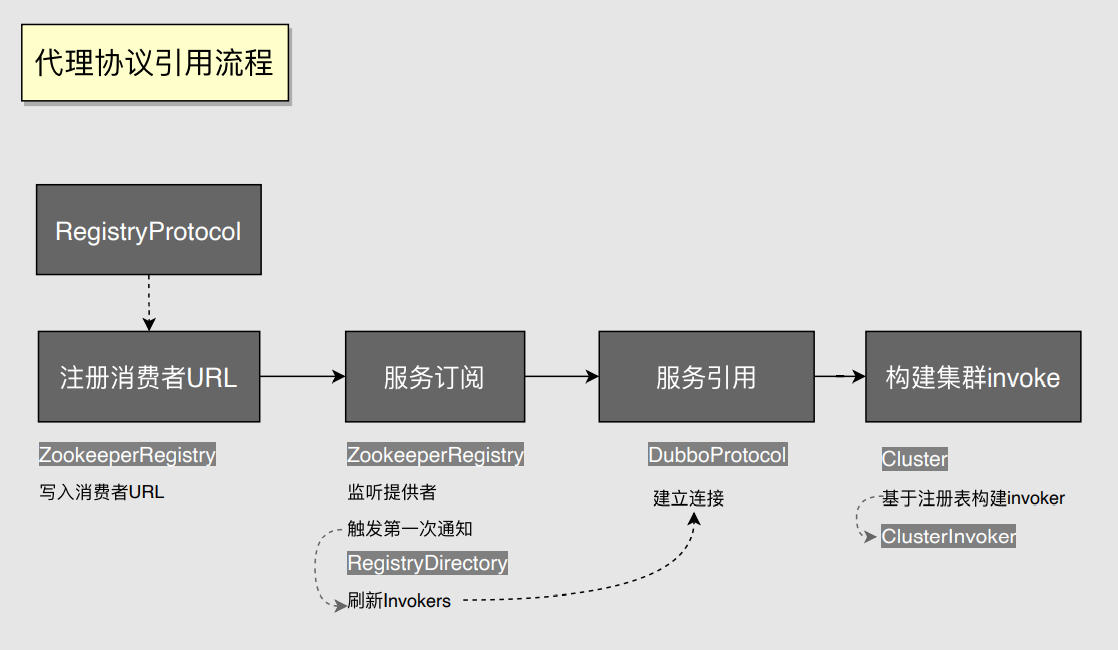 代理协议引用流程
RegistryProtocol
注册消费者URL
服务订阅
服务引用
构建集群invoke
ZookeeperRegistry
写入消费者URL
ZookeeperRegistry
监听提供者
触发第一次通知
RegistryDirectory
刷新Invokers
DubboProtocol
建立连接
Cluster
基于注册表构建invoker
ClusterInvoker